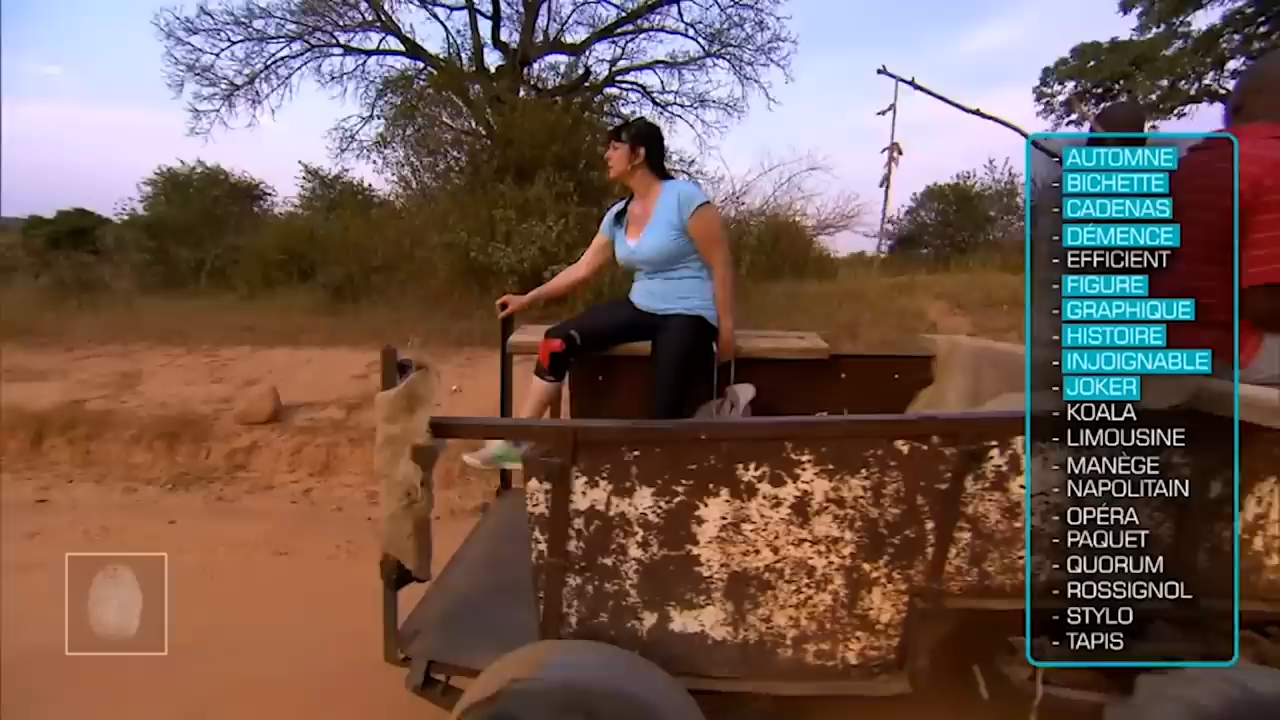 - AUTOMNE
- BICHETTE
- CADENAS
- DÉMENCE
- EFFICIENT
- FIGURE
- GRAPHIQUE
- HISTOIRE
- INJOIGNABLE
- JOKER
- KOALA
- LIMOUSINE
- MANÈGE
- NAPOLITAIN
- OPÉRA
- PAQUET
- QUORUM
- ROSSIGNOL
- STYLO
- TAPIS